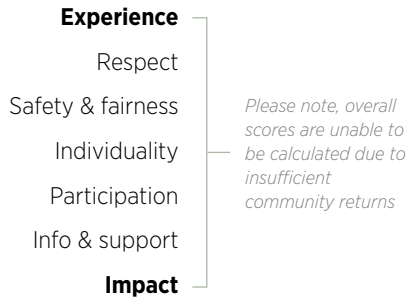 Experience
Respect
Safety & fairness
Individuality
Participation
Info & support
Impact
Please note, overall
scores are unable to
be calculated due to
insufficient
community returns